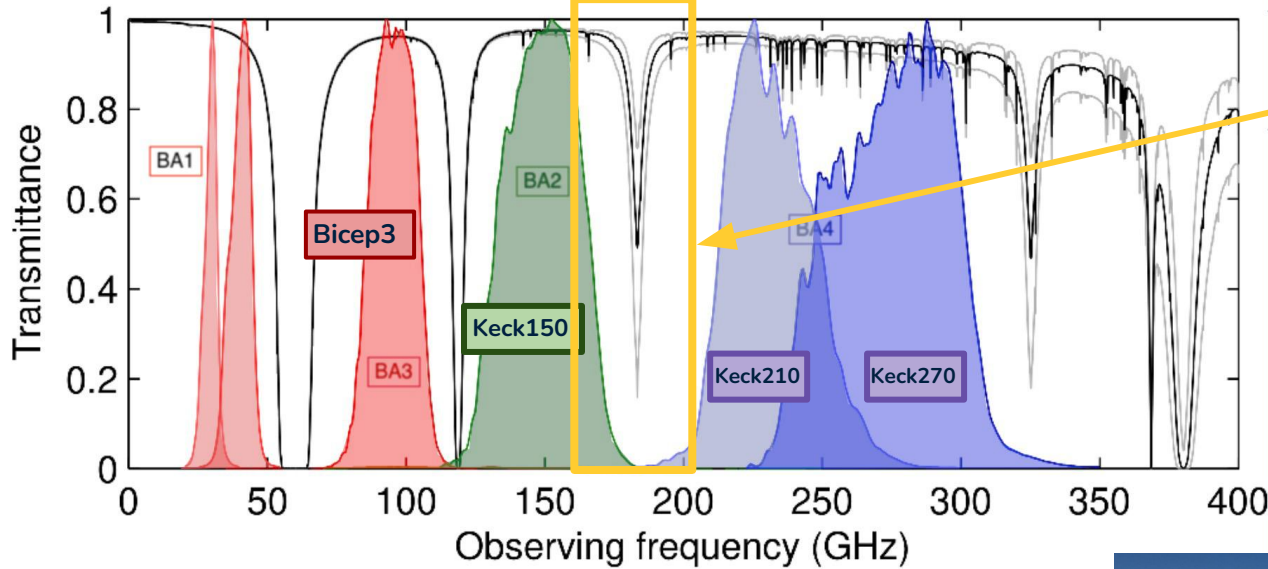 Transmittance
1
0.8
0.6
0.4
0.2
0
BA1
Bicep3
BA3
BA2
Keck150
BA4
Keck210
Keck270
0 50 100 150 200 250 300 350 400
Observing frequency (GHz)